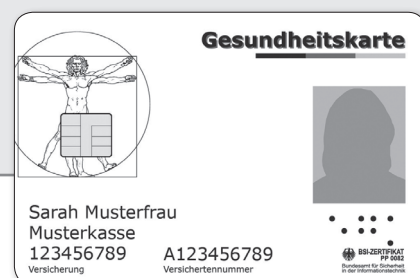 Gesundheitskarte
Sarah Musterfrau
Musterkasse
123456789 A123456789
Versicherung Versichertennummer
BSI-ZERTIFIKAT
PP 0082
Bundesamt für Sicherheit
in der Informationstechnik